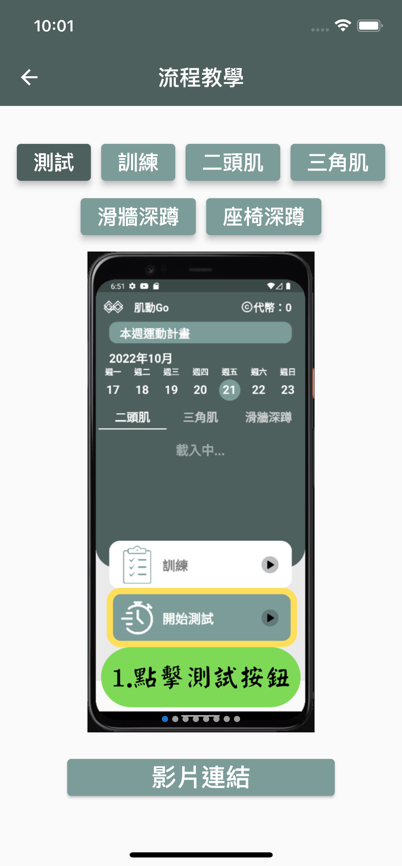 10:01
流程教學
測試 訓練 二頭肌 三角肌
滑牆深蹲 座椅深蹲
6:51
GO 肌動Go ©代幣：0
本週運動計畫
2022年10月
週一 週二 週三 週四 週五 週六 週日
17 18 19 20 21 22 23
二頭肌 三角肌 滑牆深蹲
載入中...
訓練
開始測試
1.點擊測試按鈕
影片連結